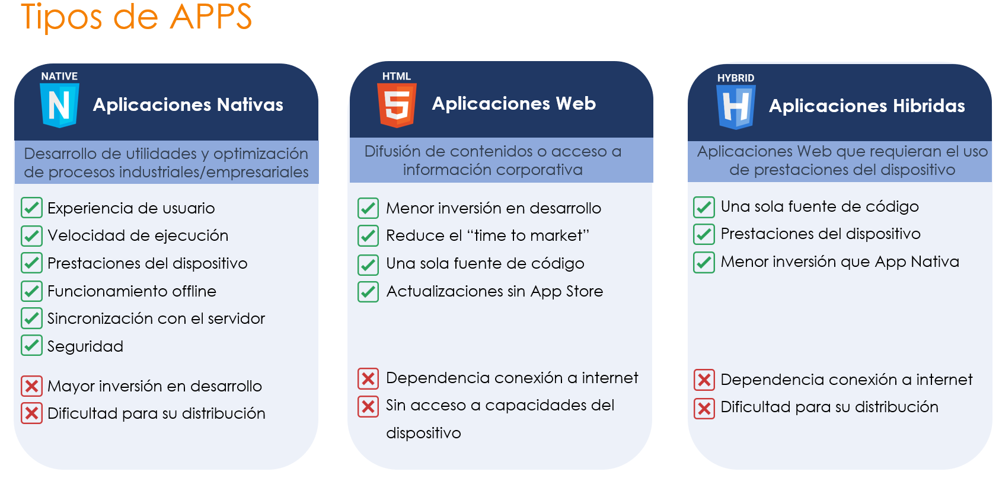 Tipos de APPS
NATIVE
Aplicaciones Nativas
Desarrollo de utilidades y optimización
de procesos industriales/empresariales
Experiencia de usuario
Velocidad de ejecución
Prestaciones del dispositivo
Funcionamiento offline
Sincronización con el servidor
Seguridad
Mayor inversión en desarrollo
Dificultad para su distribución
HTML
Aplicaciones Web
Difusión de contenidos o acceso a
información corporativa
Menor inversión en desarrollo
Reduce el “time to market”
Una sola fuente de código
Actualizaciones sin App Store
Dependencia conexión a internet
Sin acceso a capacidades del
dispositivo
HYBRID
Aplicaciones Hibridas
Aplicaciones Web que requieran el uso
de prestaciones del dispositivo
Una sola fuente de código
Prestaciones del dispositivo
Menor inversión que App Nativa
Dependencia conexión a internet
Dificultad para su distribución